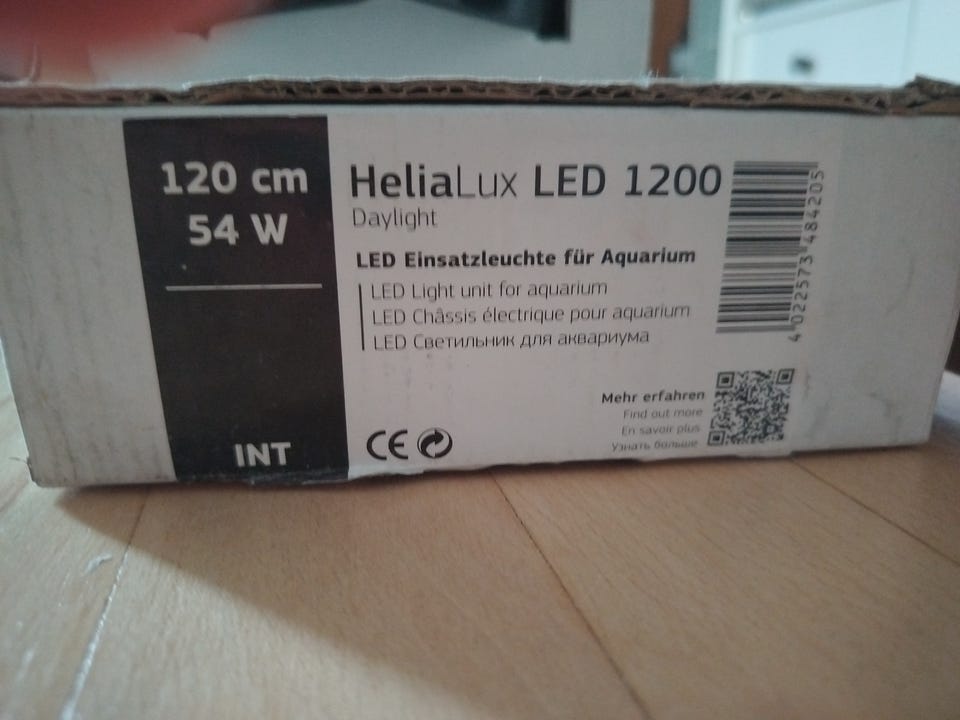 120 cm
54 W
INT
HeliaLux LED 1200
Daylight
LED Einsatzleuchte für Aquarium
LED Light unit for aquarium
LED Châssis électrique pour aquarium
LED Светильник для аквариума
CE
Mehr erfahren
Find out more
En savoir plus
Узнать больше
4 022573 484205